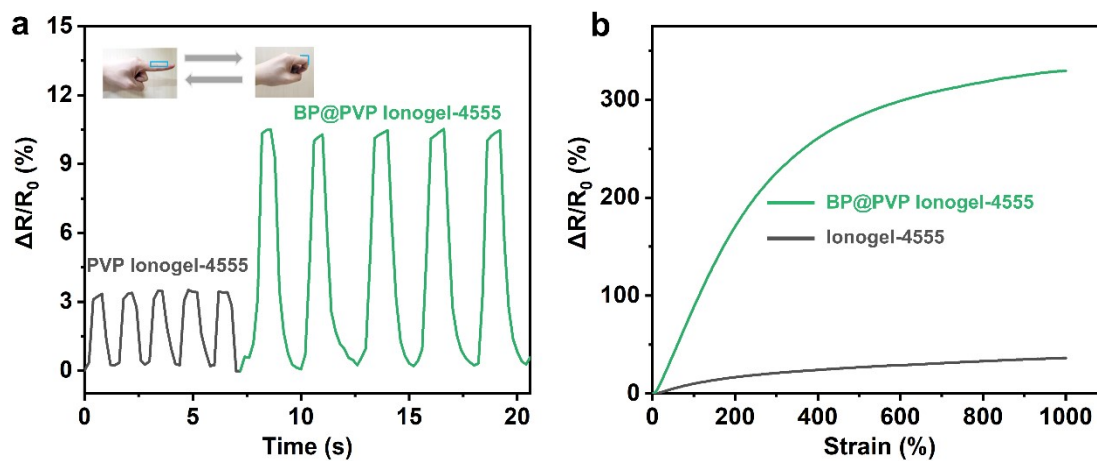 a
ΔR/R0 (%)
15
12
9
6
3
0
BP@PVP Ionogel-4555
PVP Ionogel-4555
0 5 10 15 20
Time (s)
b
ΔR/R0 (%)
300
200
100
0
BP@PVP Ionogel-4555
Ionogel-4555
0 200 400 600 800 1000
Strain (%)